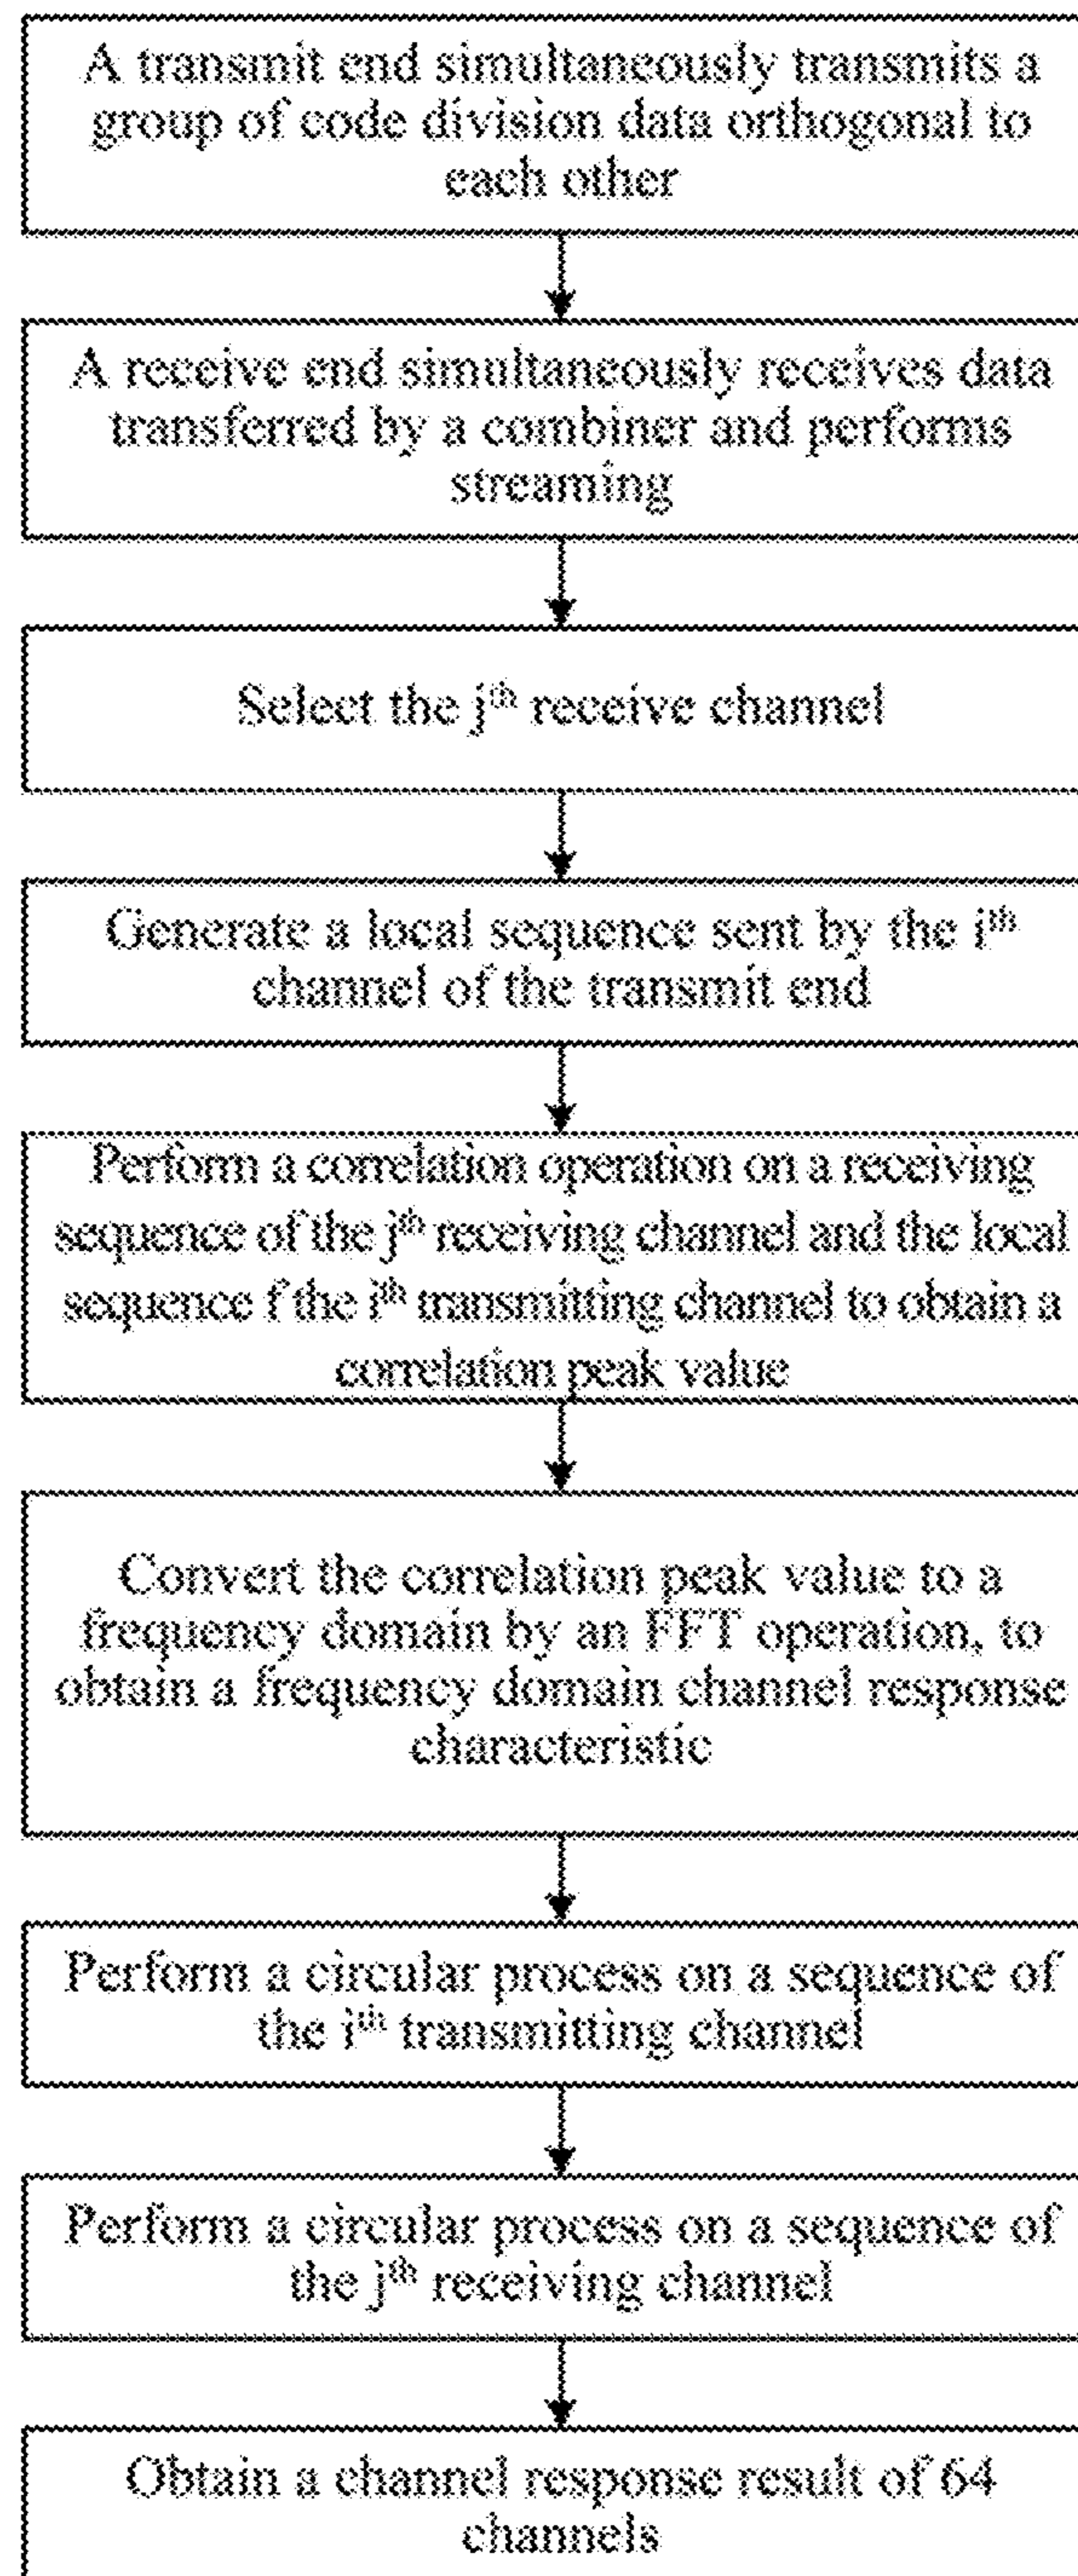 A transmit end simultaneously transmits a
group of code division data orthogonal to
each other
A receive end simultaneously receives data
transferred by a combiner and performs
streaming
Select the jth receive channel
Generate a local sequence sent by the ith
channel of the transmit end
Perform a correlation operation on a receiving
sequence of the jth receiving channel and the local
sequence f the ith transmitting channel to obtain a
correlation peak value
Convert the correlation peak value to a
frequency domain by an FFT operation, to
obtain a frequency domain channel response
characteristic
Perform a circular process on a sequence of
the ith transmitting channel
Perform a circular process on a sequence of
the jth receiving channel
Obtain a channel response result of 64
channels